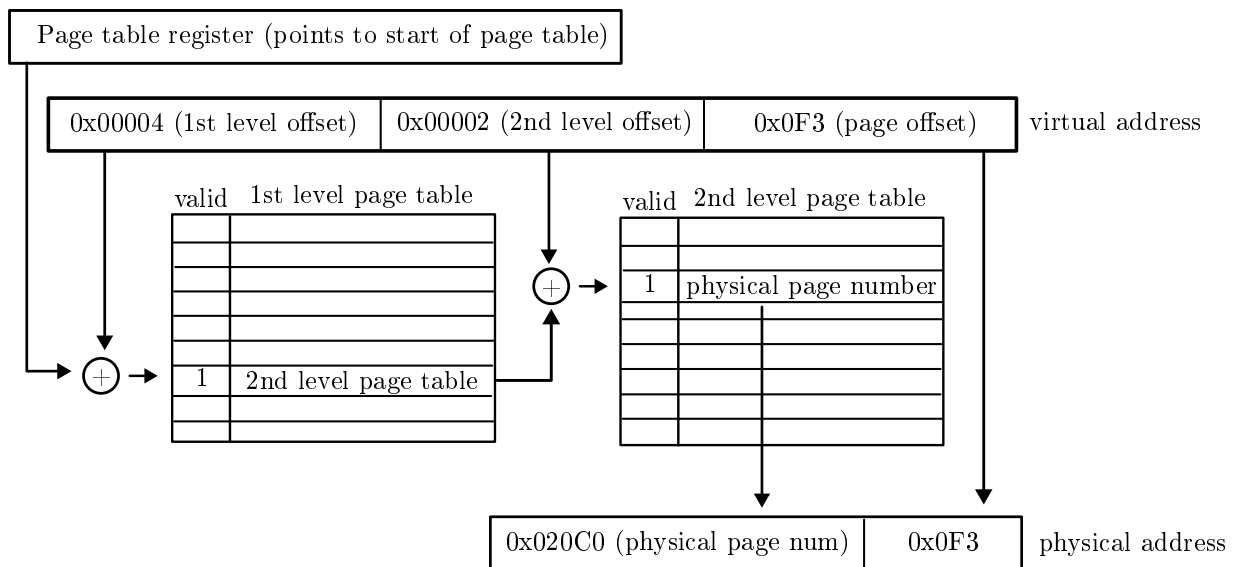 Page table register (points to start of page table)
0x00004 (1st level offset) 0x00002 (2nd level offset) 0x0F3 (page offset) virtual address
valid 1st level page table valid 2nd level page table
+ 1 physical page number
+ 1 2nd level page table
0x020C0 (physical page num) 0x0F3 physical address